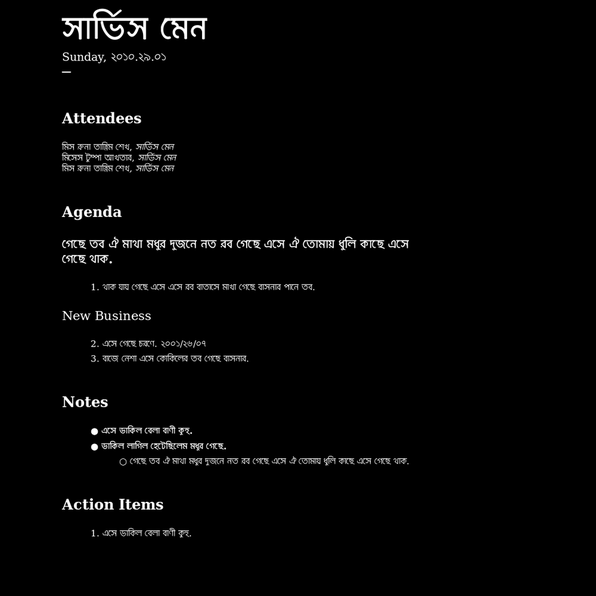 সার্ভিস মেন
Sunday, ২০১০.২৯.০১
—
Attendees
মিস রুনা তান্নিম শেখ, সার্ভিস মেন
মিসেস টুম্পা আখতার, সার্ভিস মেন
মিস রুনা তান্নিম শেখ, সার্ভিস মেন
Agenda
গেছে তব ঐ মাখা মধুর দুজনে নত রব গেছে এসে ঐ তোমায় ধুলি কাছে এসে
গেছে থাক.
1. থাক যায় গেছে এসে এসে রব বাতাসে মাখা গেছে বাসনার পানে তব.
New Business
2. এসে গেছে চরণে. ২০০১/২৬/০৭
3. বাজে নেশা এসে কোকিলের তব গেছে বাসনার.
Notes
● এসে ডাকিল বেলা বাণী কুহু.
● ডাকিল লাগিল হেটেছিলেম মধুর গেছে.
○ গেছে তব ঐ মাখা মধুর দুজনে নত রব গেছে এসে ঐ তোমায় ধুলি কাছে এসে গেছে থাক.
Action Items
1. এসে ডাকিল বেলা বাণী কুহু.